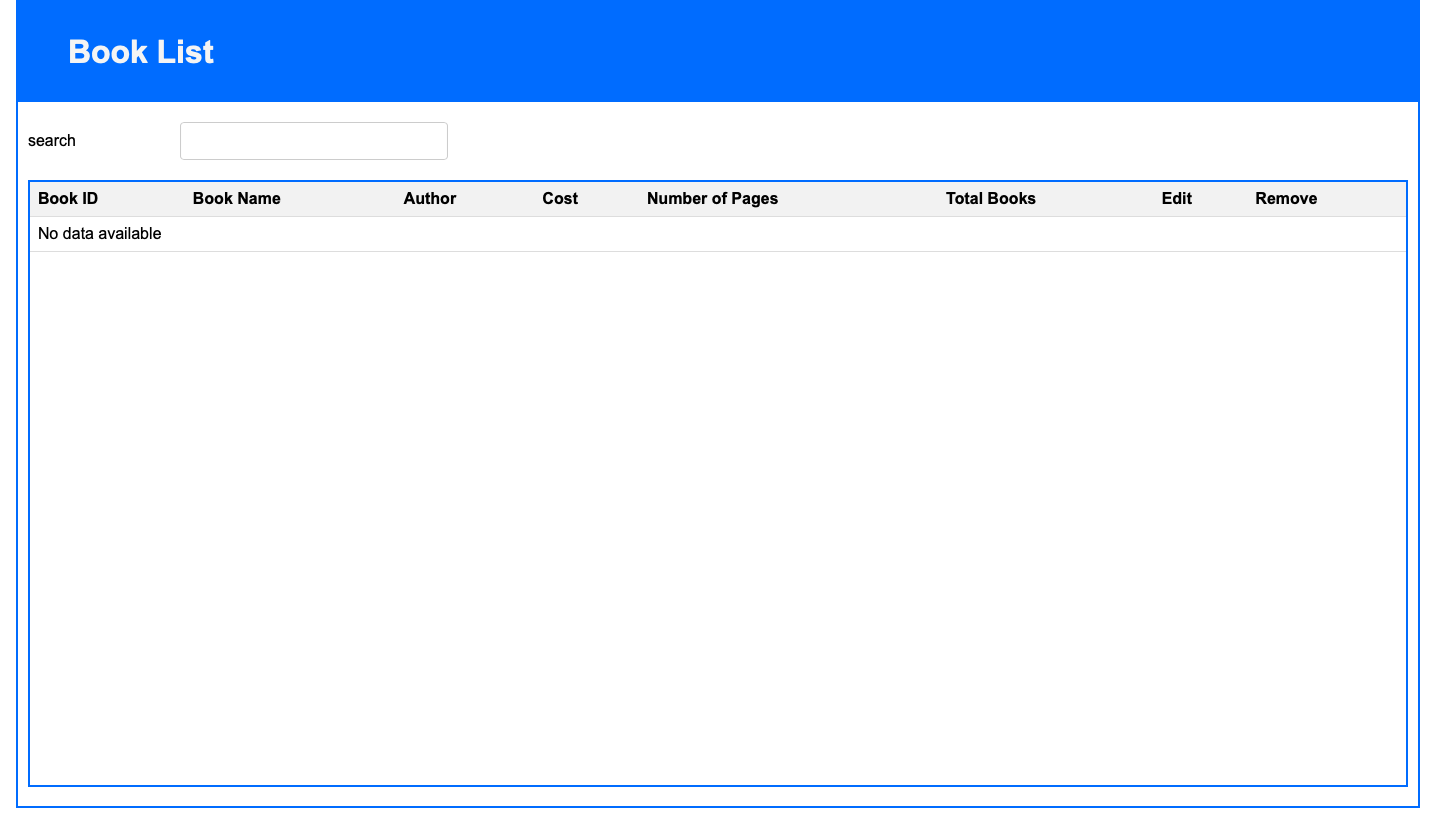 Book List
search
Book ID Book Name Author Cost Number of Pages Total Books Edit Remove
No data available